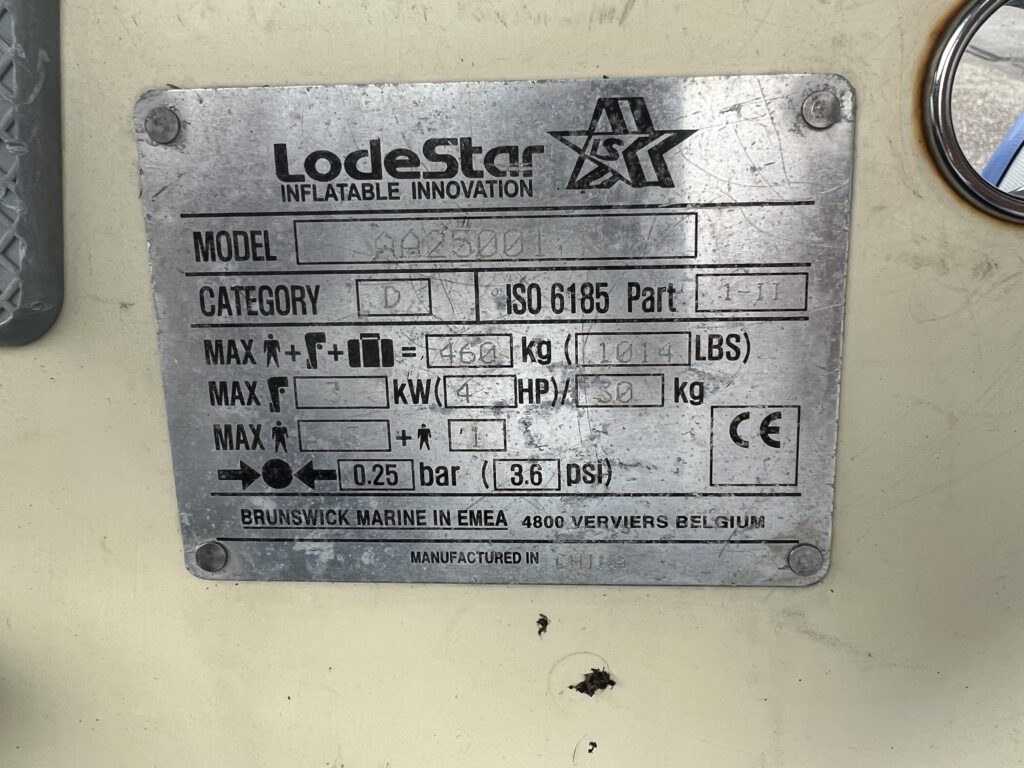 LodeStar LS
INFLATABLE INNOVATION
MODEL
CATEGORY D ISO 6185 Part 1-II
MAX + + = 460 kg ( 1014 LBS)
MAX 3 kW( 4 HP)/ 30 kg
MAX + 1 CE
0.25 bar ( 3.6 psi)
BRUNSWICK MARINE IN EMEA 4800 VERVIERS BELGIUM
MANUFACTURED IN CHINA